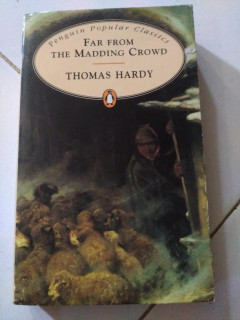 Penguin Popular Classics
FAR FROM
THE MADDING CROWD
THOMAS HARDY